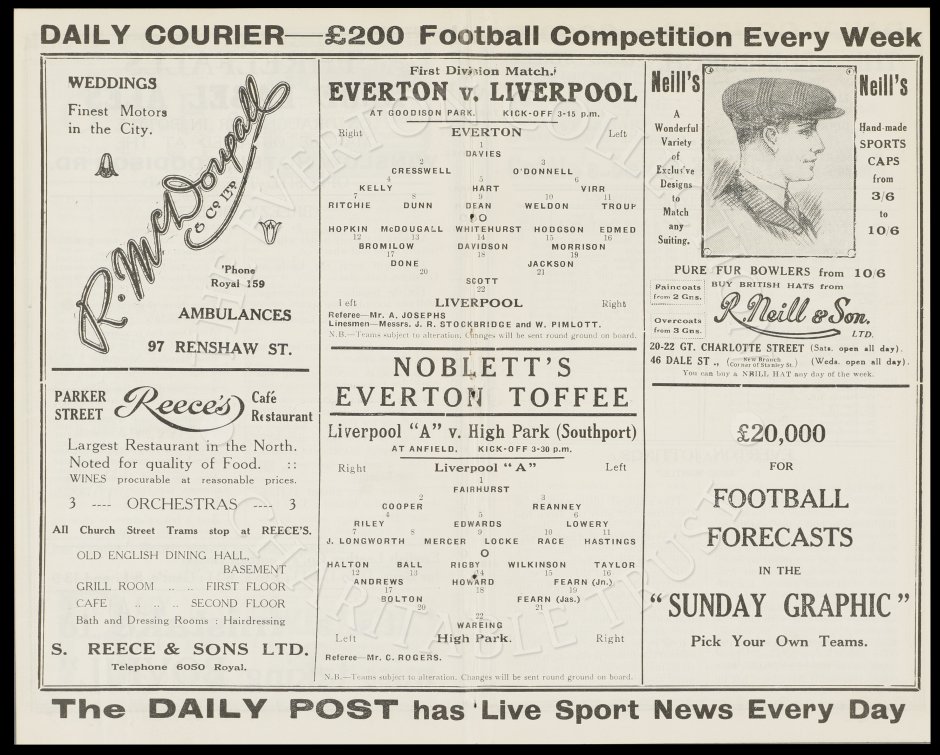 DAILY COURIER—£200 Football Competition Every Week
WEDDINGS
Finest Motors
in the City.
R. McDougall
& Co LTD
'Phone
Royal 159
AMBULANCES
97 RENSHAW ST.
PARKER STREET
Reece's
Café Restaurant
Largest Restaurant in the North.
Noted for quality of Food. ::
WINES procurable at reasonable prices.
3 ---- ORCHESTRAS ---- 3
All Church Street Trams stop at REECE'S.
OLD ENGLISH DINING HALL,
BASEMENT
GRILL ROOM .. .. FIRST FLOOR
CAFE .. .. .. SECOND FLOOR
Bath and Dressing Rooms : Hairdressing
S. REECE & SONS LTD.
Telephone 6050 Royal.
First Division Match.
EVERTON v. LIVERPOOL
AT GOODISON PARK. KICK-OFF 3-15 p.m.
Right EVERTON Left
1
DAVIES
2 3
CRESSWELL O'DONNELL
4 5 6
KELLY HART VIRR
7 8 9 10 11
RITCHIE DUNN DEAN WELDON TROUP
O
HOPKIN McDOUGALL WHITEHURST HODGSON EDMED
12 13 14 15 16
BROMILOW DAVIDSON MORRISON
17 18 19
DONE JACKSON
20 21
SCOTT
22
Left LIVERPOOL Right
Referee—Mr. A. JOSEPHS
Linesmen—Messrs. J. R. STOCKBRIDGE and W. PIMLOTT.
N.B.—Teams subject to alteration. Changes will be sent round ground on board.
NOBLETT'S
EVERTON TOFFEE
Liverpool "A" v. High Park (Southport)
AT ANFIELD. KICK-OFF 3-30 p.m.
Right Liverpool "A" Left
1
FAIRHURST
2 3
COOPER REANNEY
4 5 6
RILEY EDWARDS LOWERY
7 8 9 10 11
J. LONGWORTH MERCER LOCKE RACE HASTINGS
O
HALTON BALL RIGBY WILKINSON TAYLOR
12 13 14 15 16
ANDREWS HOWARD FEARN (Jn.)
17 18 19
BOLTON FEARN (Jas.)
20 21
22
WAREING
Left High Park. Right
Referee—Mr. C. ROGERS.
N.B.—Teams subject to alteration. Changes will be sent round ground on board.
Neill's
A
Wonderful
Variety
of
Exclusive
Designs
to
Match
any
Suiting.
Neill's
Hand-made
SPORTS
CAPS
from
3/6
to
10/6
PURE FUR BOWLERS from 10/6
BUY BRITISH HATS from
Raincoats
from 2 Gns.
R. Neill & Son.
LTD.
Overcoats
from 3 Gns.
20-22 GT. CHARLOTTE STREET (Sats. open all day).
46 DALE ST., (New Branch Corner of Stanley St.) (Weds. open all day).
You can buy a NEILL HAT any day of the week.
£20,000
FOR
FOOTBALL
FORECASTS
IN THE
"SUNDAY GRAPHIC"
Pick Your Own Teams.
The DAILY POST has Live Sport News Every Day
THE EVERTON COLLECTION
CHARITABLE TRUST